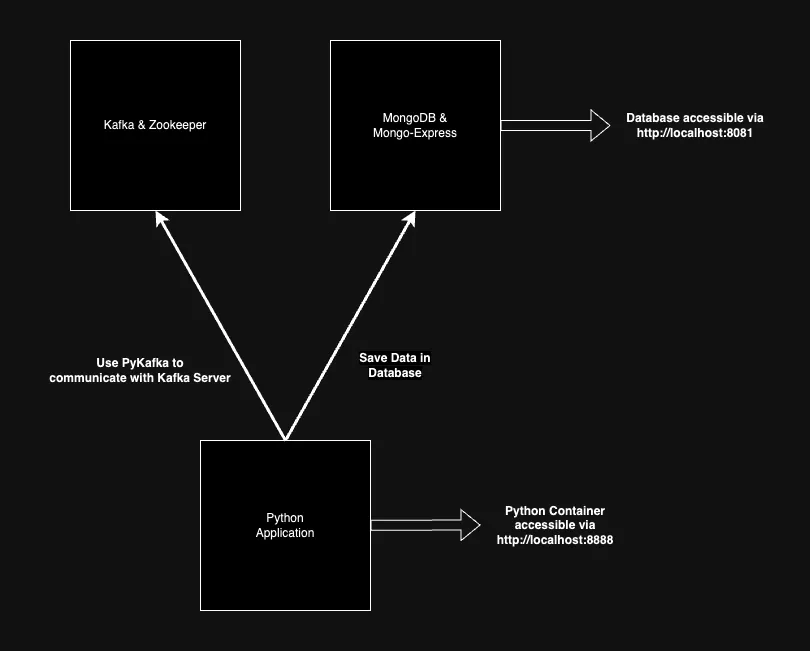 Kafka & Zookeeper
MongoDB &
Mongo-Express
Database accessible via
http://localhost:8081
Use PyKafka to
communicate with Kafka Server
Save Data in
Database
Python
Application
Python Container
accessible via
http://localhost:8888